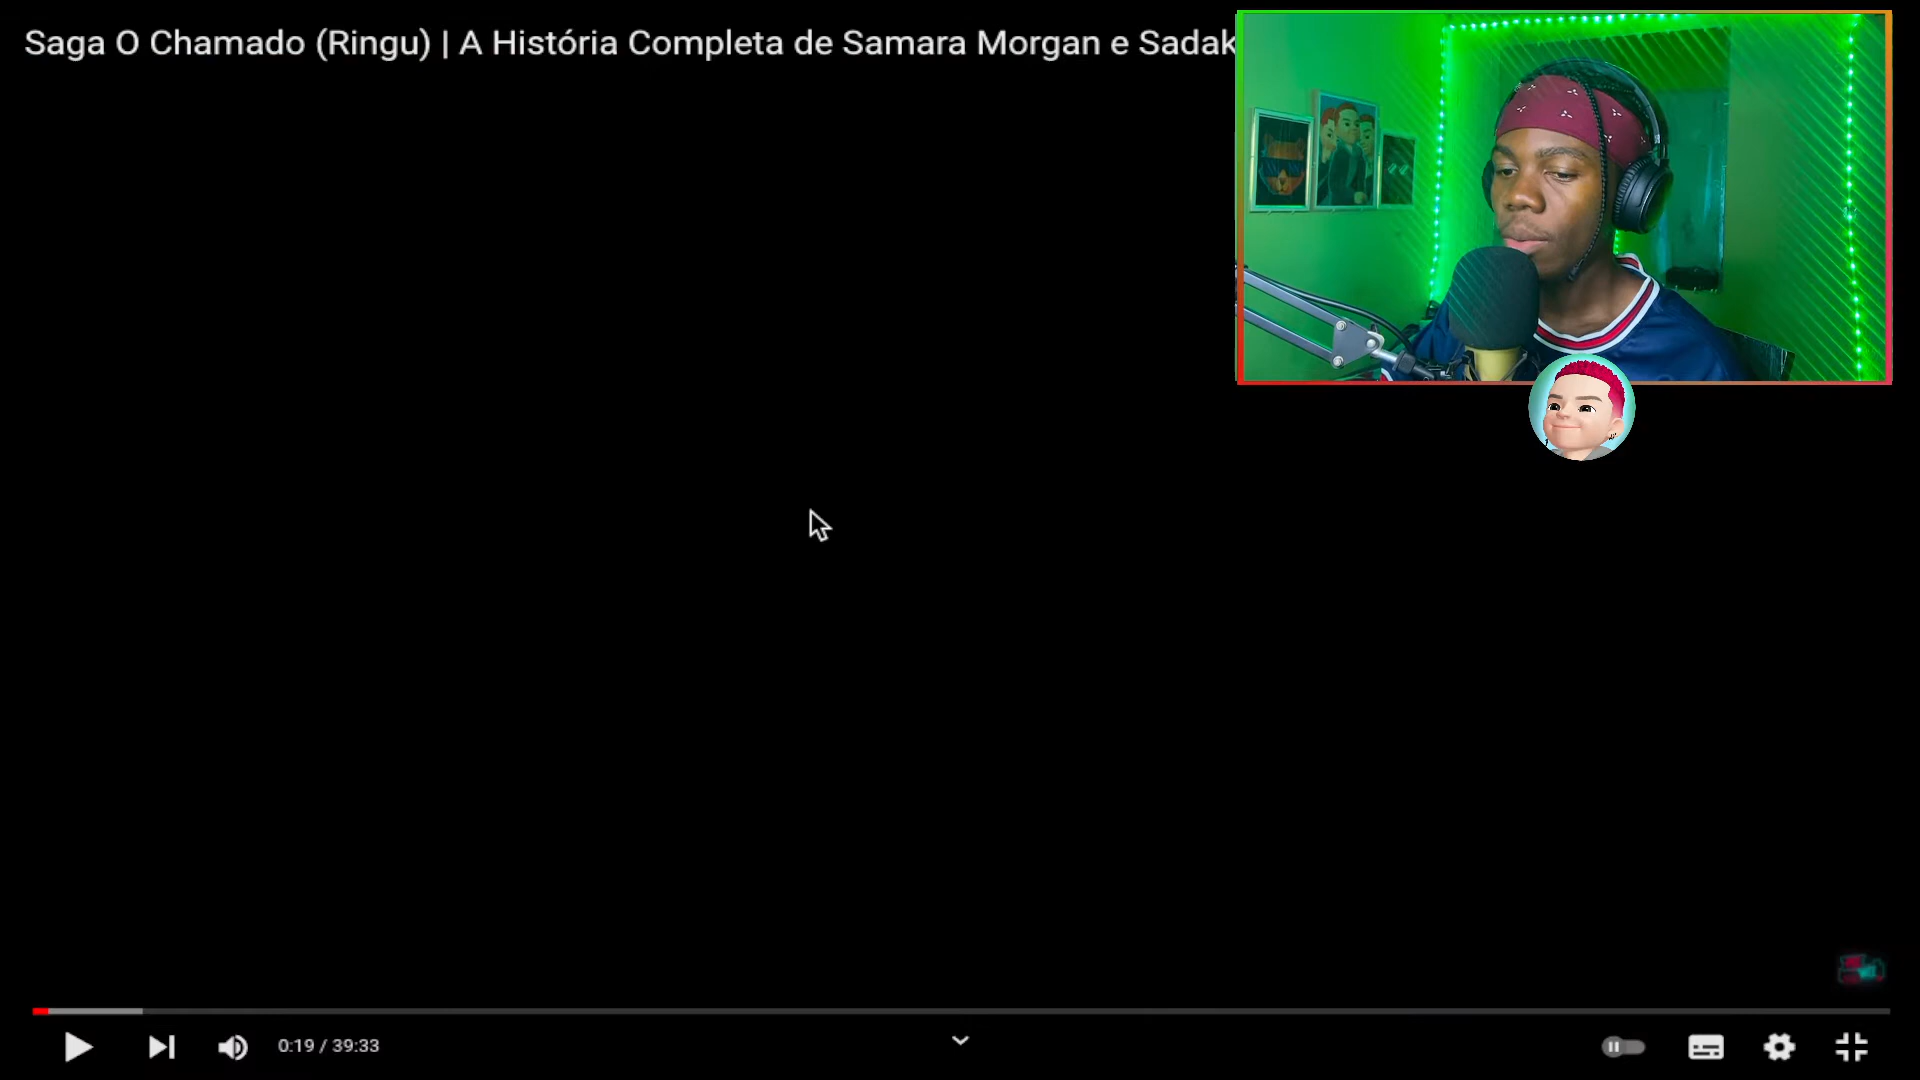 Saga O Chamado (Ringu) | A História Completa de Samara Morgan e Sadak
0:19 / 39:33